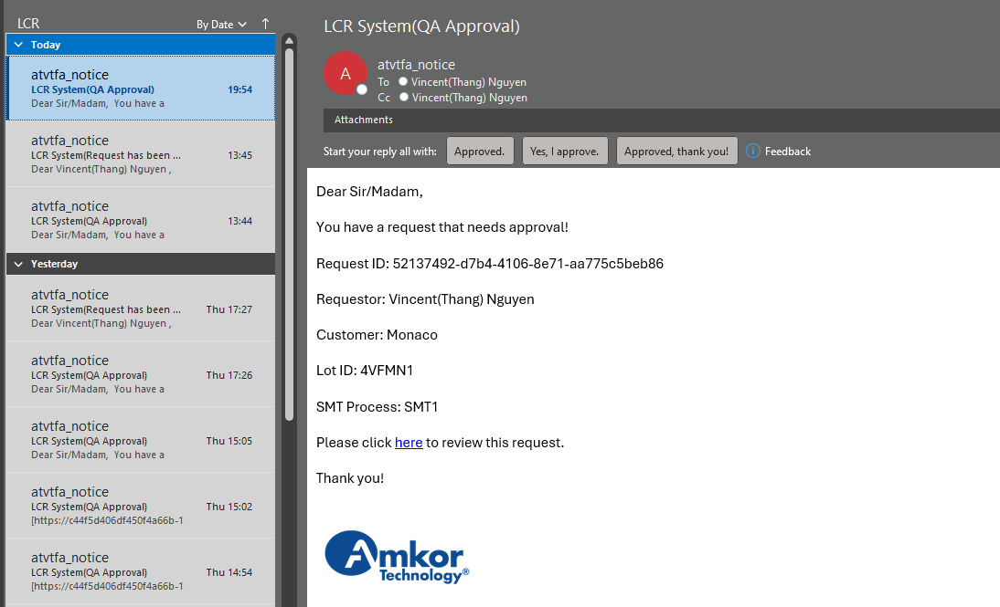 LCR
By Date
Today
atvtfa_notice
LCR System(QA Approval)
19:54
Dear Sir/Madam, You have a
atvtfa_notice
LCR System(Request has been ...
13:45
Dear Vincent(Thang) Nguyen ,
atvtfa_notice
LCR System(QA Approval)
13:44
Dear Sir/Madam, You have a
Yesterday
atvtfa_notice
LCR System(Request has been ...
Thu 17:27
Dear Vincent(Thang) Nguyen ,
atvtfa_notice
LCR System(QA Approval)
Thu 17:26
Dear Sir/Madam, You have a
atvtfa_notice
LCR System(QA Approval)
Thu 15:05
Dear Sir/Madam, You have a
atvtfa_notice
LCR System(QA Approval)
Thu 15:02
[https://c44f5d406df450f4a66b-1
atvtfa_notice
LCR System(QA Approval)
Thu 14:54
[https://c44f5d406df450f4a66b-1
LCR System(QA Approval)
A
atvtfa_notice
To Vincent(Thang) Nguyen
Cc Vincent(Thang) Nguyen
Attachments
Start your reply all with: Approved. Yes, I approve. Approved, thank you! Feedback
Dear Sir/Madam,
You have a request that needs approval!
Request ID: 52137492-d7b4-4106-8e71-aa775c5beb86
Requestor: Vincent(Thang) Nguyen
Customer: Monaco
Lot ID: 4VFMN1
SMT Process: SMT1
Please click here to review this request.
Thank you!
Amkor
Technology®